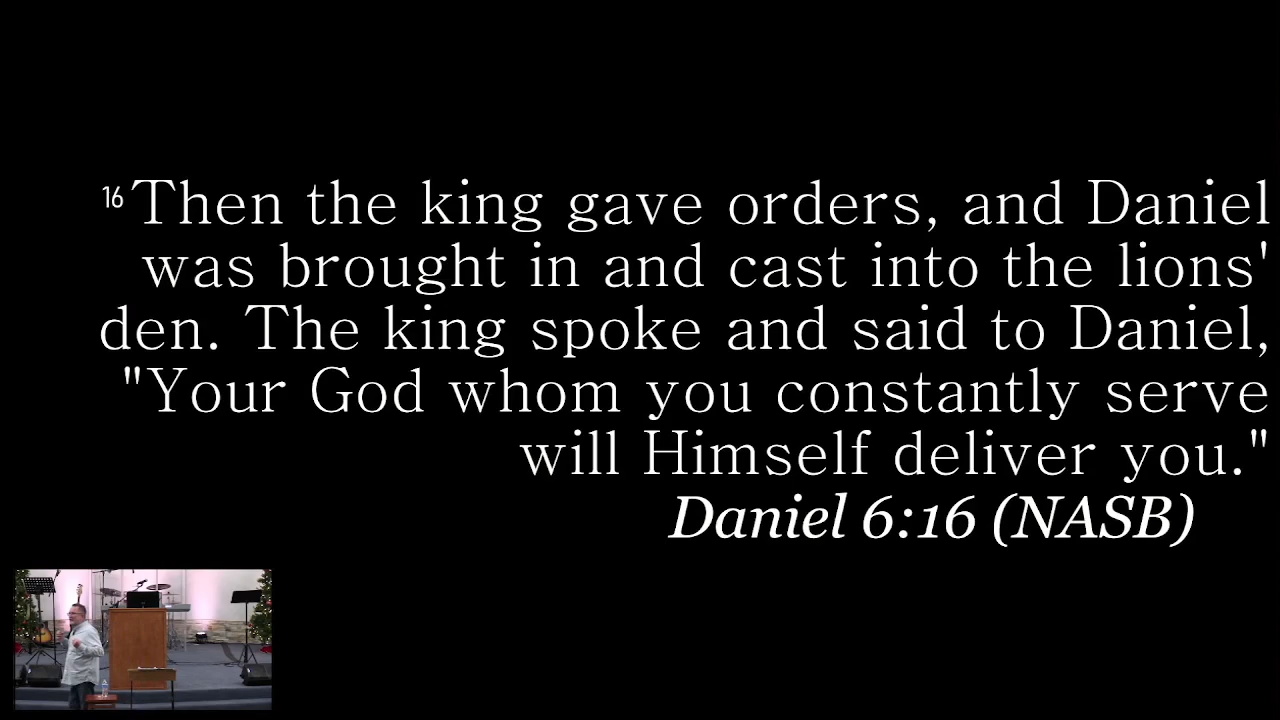 16Then the king gave orders, and Daniel
was brought in and cast into the lions'
den. The king spoke and said to Daniel,
"Your God whom you constantly serve
will Himself deliver you."
Daniel 6:16 (NASB)